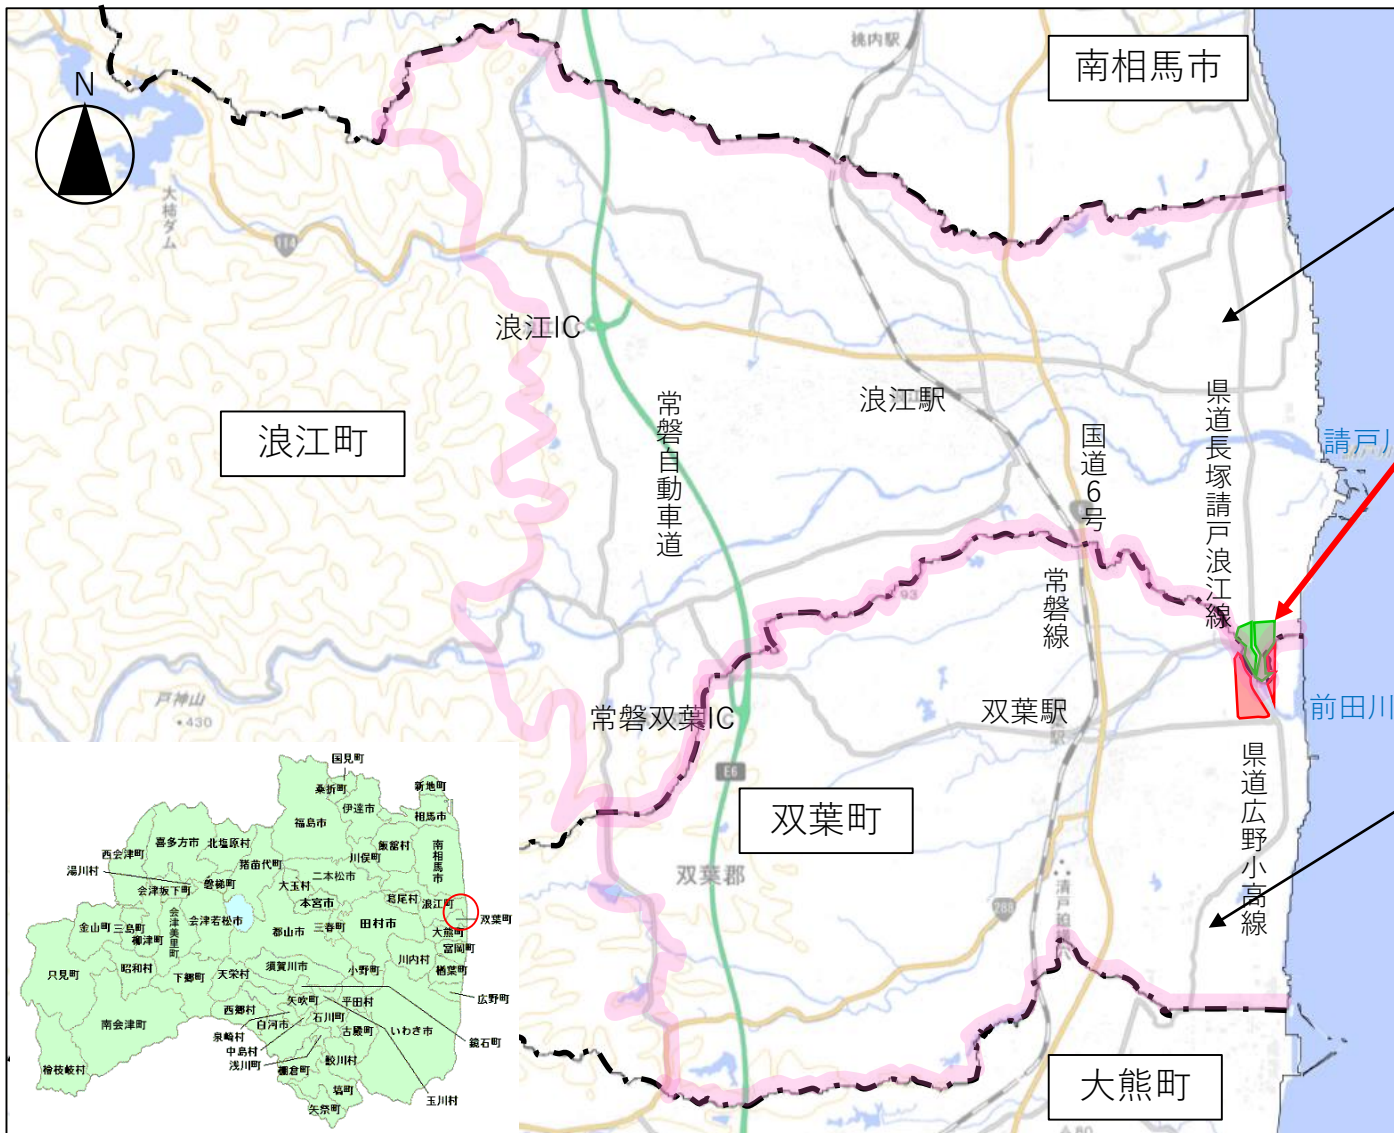 桃内駅
南相馬市
N
大柿ダム
114
浪江IC
浪江駅
浪江町
常磐自動車道
国道6号
県道長塚請戸浪江線
請戸川
常磐線
93
戸神山
430
常磐双葉IC
双葉駅
前田川
E6
双葉町
双葉郡
288
県道広野小高線
大熊町
80
国見町
桑折町
新地町
伊達市
相馬市
福島市
喜多方市
北塩原村
飯舘村
南相馬市
西会津町
猪苗代町
川俣町
湯川村
磐梯町
二本松市
会津坂下町
大玉村
本宮市
葛尾村
浪江町
双葉町
金山町
三島町
会津美里町
会津若松市
郡山市
三春町
田村市
大熊町
柳津町
富岡町
只見町
昭和村
下郷町
天栄村
須賀川市
小野町
川内村
楢葉町
広野町
南会津町
西郷村
矢吹町
平田村
白河市
石川町
泉崎村
古殿町
いわき市
中島村
鏡石町
浅川町
鮫川村
檜枝岐村
棚倉町
塙町
玉川村
矢祭町